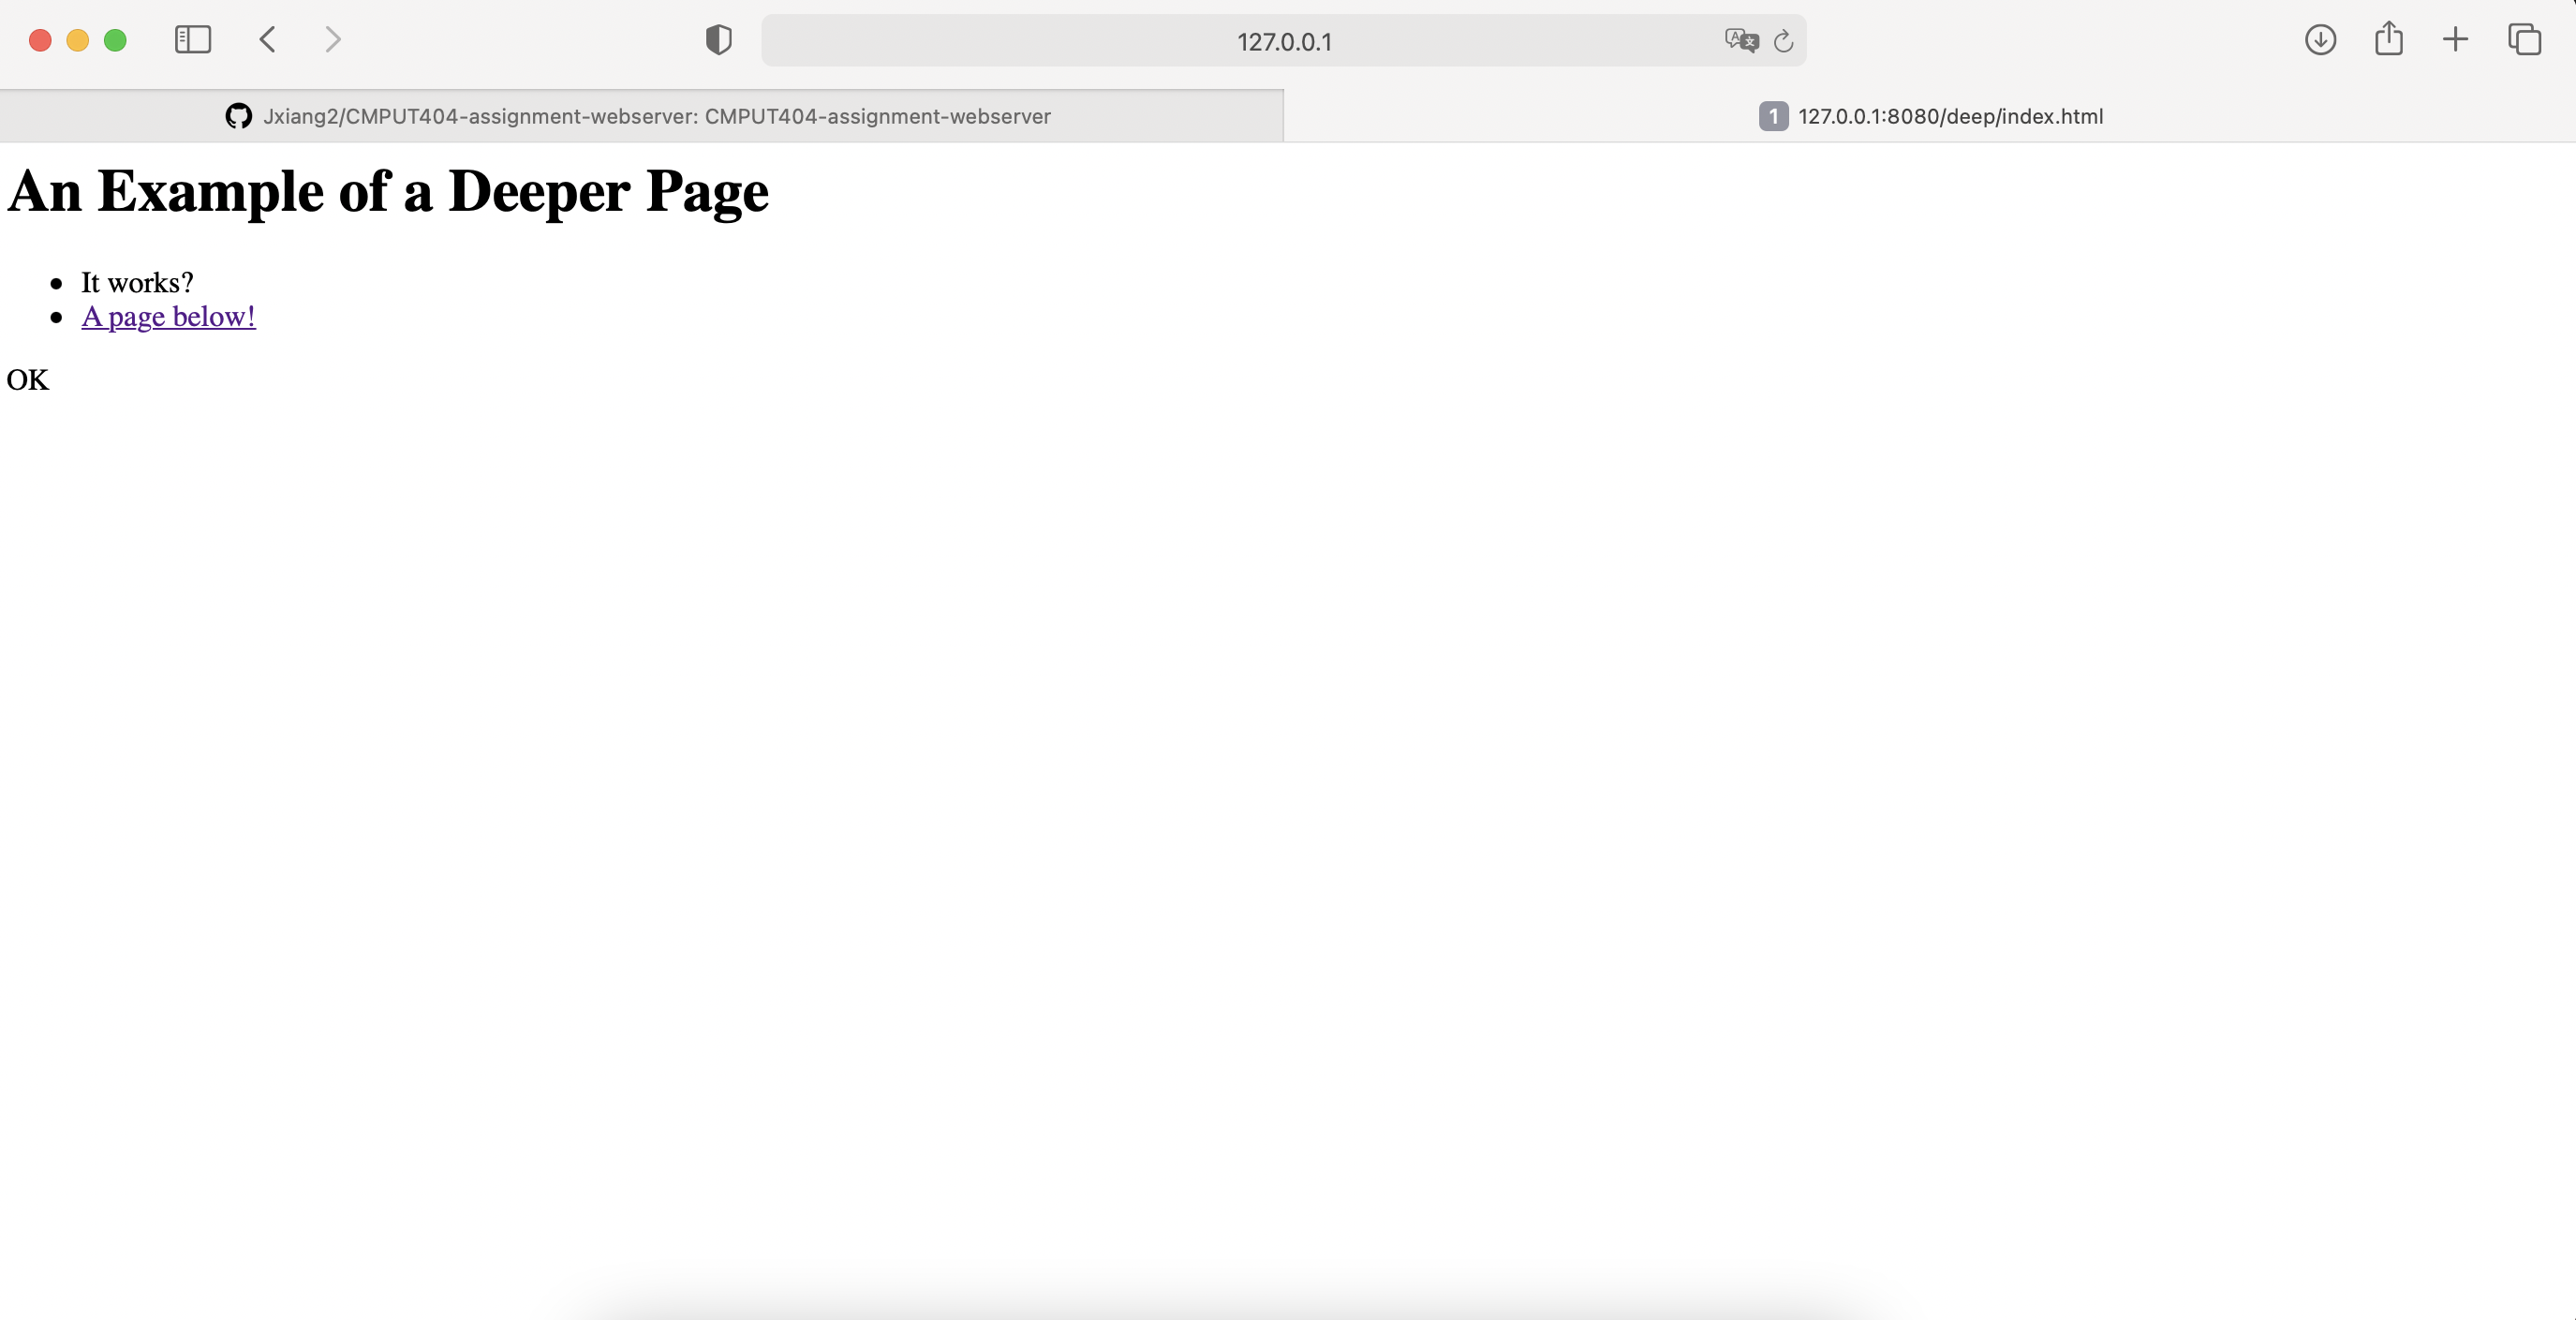 127.0.0.1
Jxiang2/CMPUT404-assignment-webserver: CMPUT404-assignment-webserver
1 127.0.0.1:8080/deep/index.html
An Example of a Deeper Page
It works?
A page below!
OK